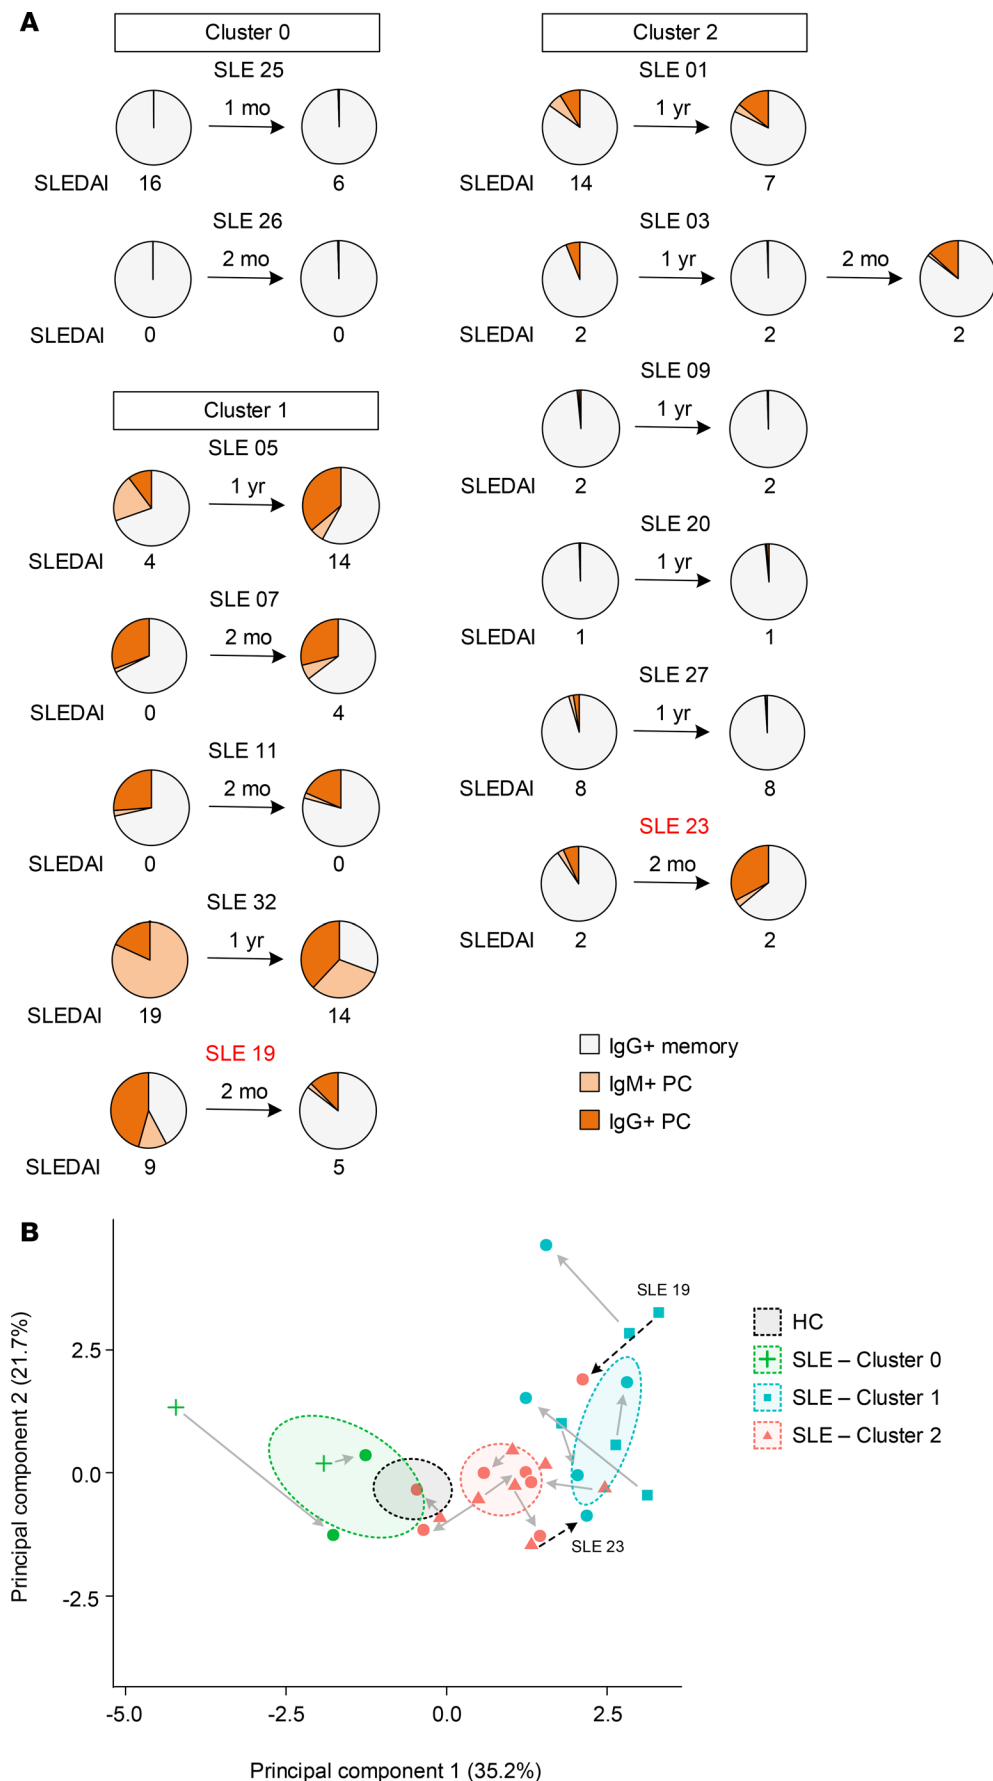 A
Cluster 0
SLE 25
1 mo
SLEDAI 16 6
SLE 26
2 mo
SLEDAI 0 0
Cluster 1
SLE 05
1 yr
SLEDAI 4 14
SLE 07
2 mo
SLEDAI 0 4
SLE 11
2 mo
SLEDAI 0 0
SLE 32
1 yr
SLEDAI 19 14
SLE 19
2 mo
SLEDAI 9 5
Cluster 2
SLE 01
1 yr
SLEDAI 14 7
SLE 03
1 yr 2 mo
SLEDAI 2 2 2
SLE 09
1 yr
SLEDAI 2 2
SLE 20
1 yr
SLEDAI 1 1
SLE 27
1 yr
SLEDAI 8 8
SLE 23
2 mo
SLEDAI 2 2
IgG+ memory
IgM+ PC
IgG+ PC
B
Principal component 2 (21.7%)
2.5
0.0
-2.5
SLE 19
SLE 23
-5.0 -2.5 0.0 2.5
Principal component 1 (35.2%)
HC
SLE – Cluster 0
SLE – Cluster 1
SLE – Cluster 2